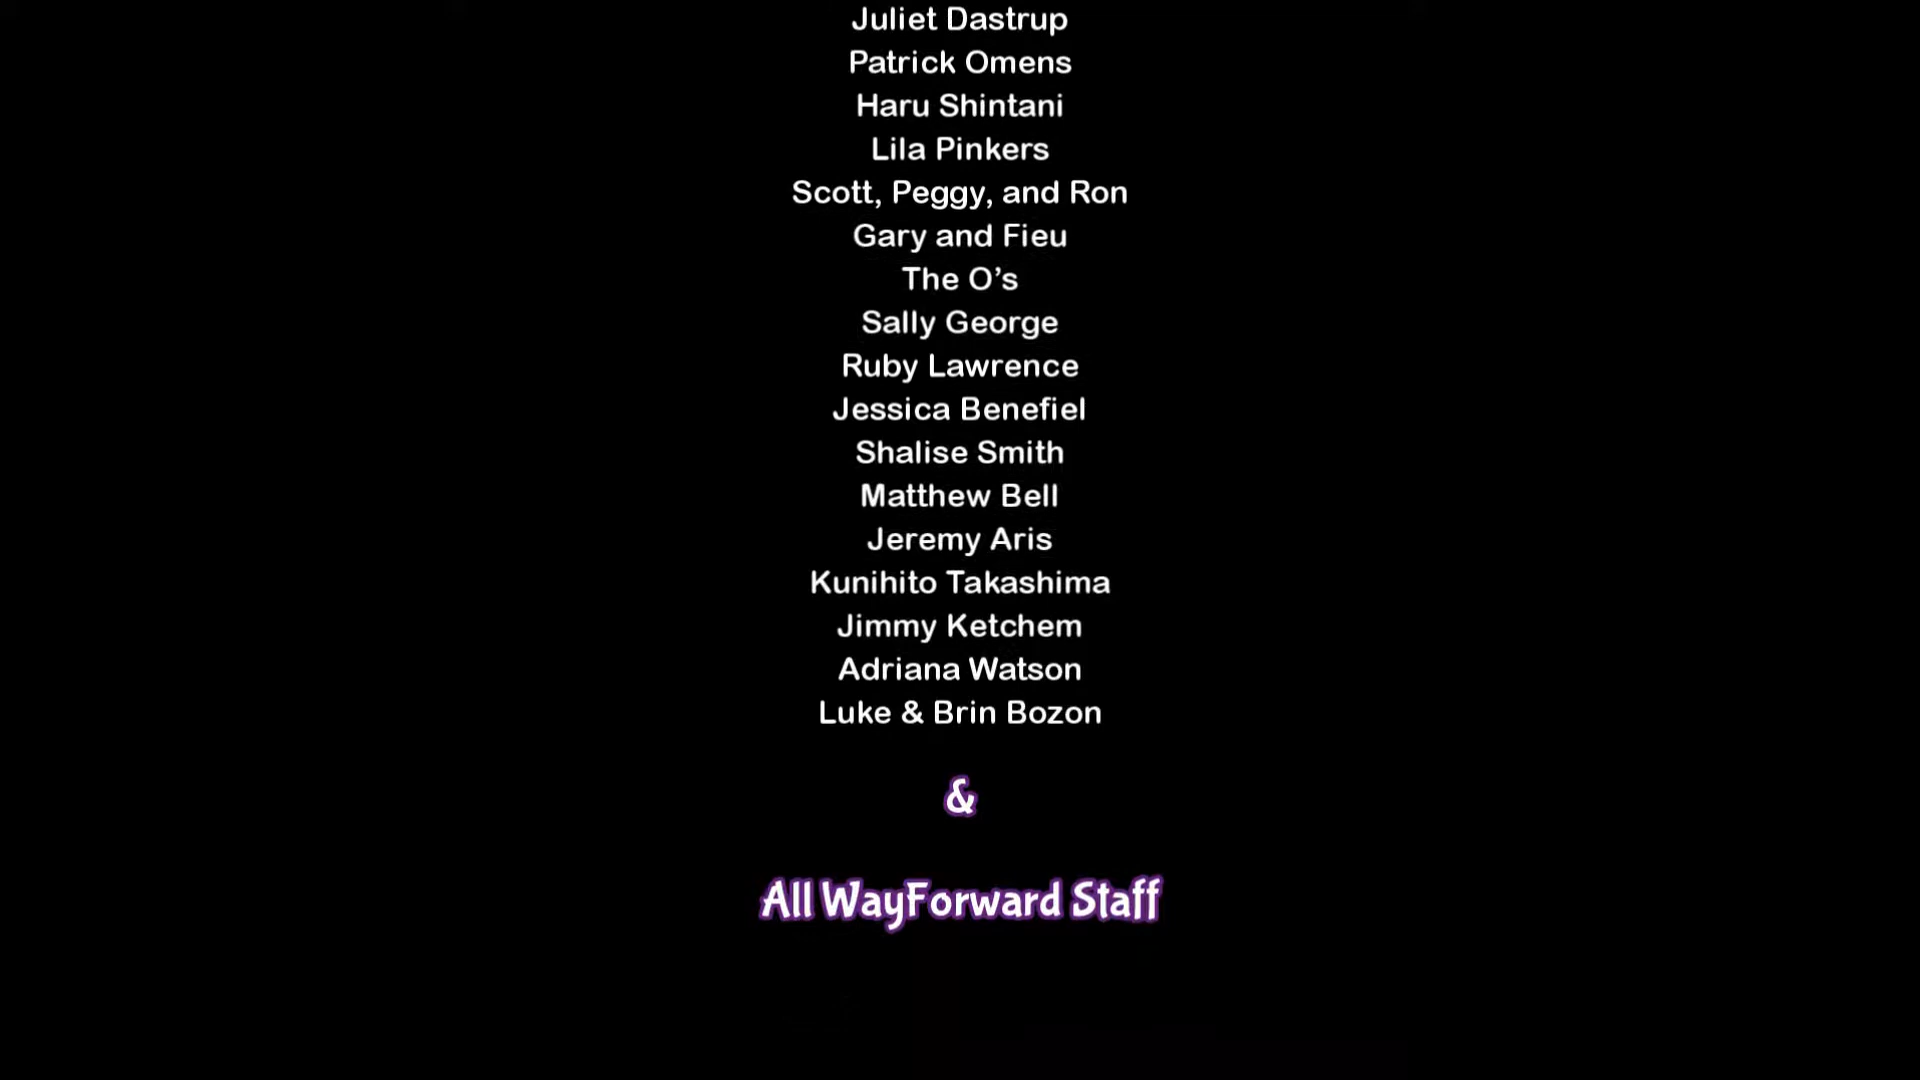 Juliet Dastrup
Patrick Omens
Haru Shintani
Lila Pinkers
Scott, Peggy, and Ron
Gary and Fieu
The O’s
Sally George
Ruby Lawrence
Jessica Benefiel
Shalise Smith
Matthew Bell
Jeremy Aris
Kunihito Takashima
Jimmy Ketchem
Adriana Watson
Luke & Brin Bozon
&
All WayForward Staff